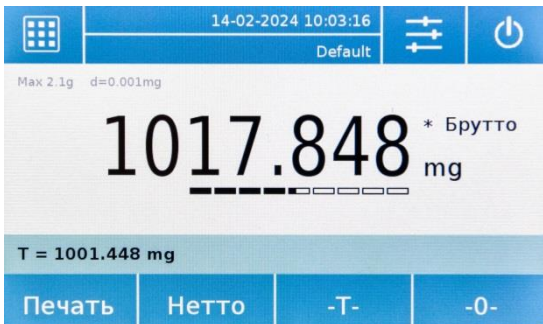 14-02-2024 10:03:16
Default
Max 2.1g d=0.001mg
1017.848 * Брутто
mg
T = 1001.448 mg
Печать Нетто -T- -0-